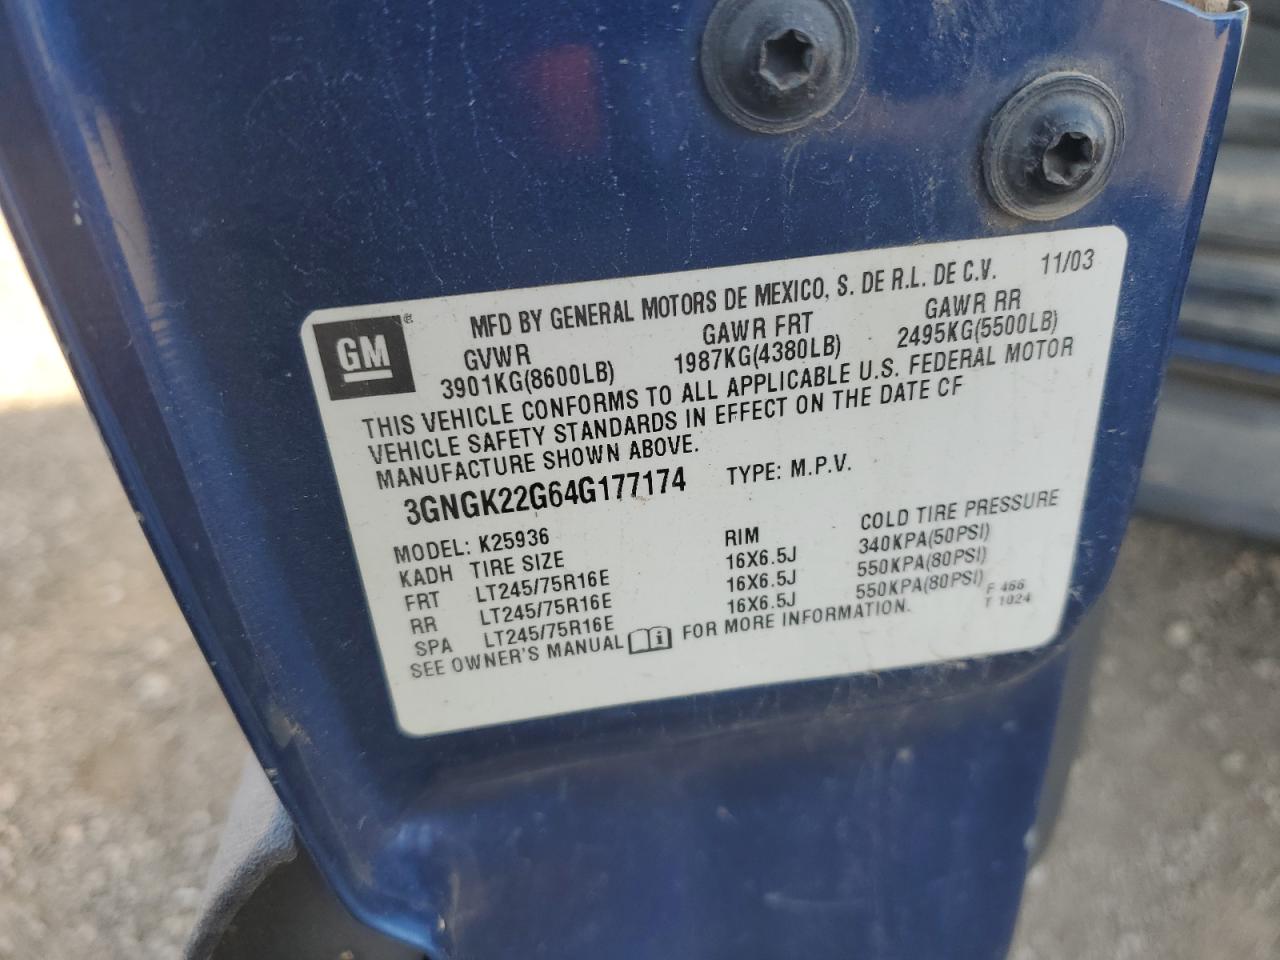 GM ®
MFD BY GENERAL MOTORS DE MEXICO, S. DE R.L. DE C.V. 11/03
GVWR GAWR FRT GAWR RR
3901KG(8600LB) 1987KG(4380LB) 2495KG(5500LB)
THIS VEHICLE CONFORMS TO ALL APPLICABLE U.S. FEDERAL MOTOR
VEHICLE SAFETY STANDARDS IN EFFECT ON THE DATE CF
MANUFACTURE SHOWN ABOVE.
3GNGK22G64G177174 TYPE: M.P.V.
MODEL: K25936
KADH TIRE SIZE RIM COLD TIRE PRESSURE
FRT LT245/75R16E 16X6.5J 340KPA(50PSI)
RR LT245/75R16E 16X6.5J 550KPA(80PSI)
SPA LT245/75R16E 16X6.5J 550KPA(80PSI)
SEE OWNER'S MANUAL i FOR MORE INFORMATION. F 466
T 1024